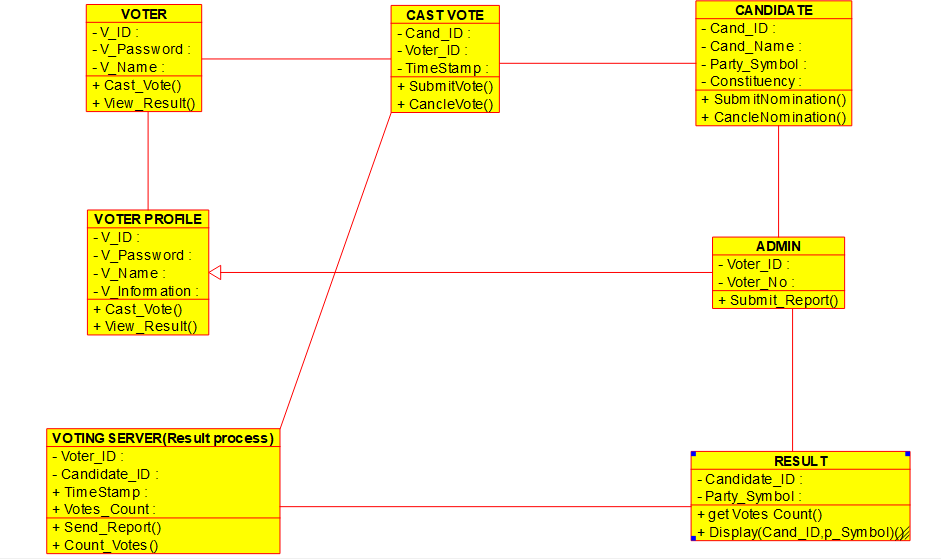 VOTER
- V_ID :
- V_Password :
- V_Name :
+ Cast_Vote()
+ View_Result()
CAST VOTE
- Cand_ID :
- Voter_ID :
- TimeStamp :
+ SubmitVote()
+ CancleVote()
CANDIDATE
- Cand_ID :
- Cand_Name :
- Party_Symbol :
- Constituency :
+ SubmitNomination()
+ CancleNomination()
VOTER PROFILE
- V_ID :
- V_Password :
- V_Name :
- V_Information :
+ Cast_Vote()
+ View_Result()
ADMIN
- Voter_ID :
- Voter_No :
+ Submit_Report()
VOTING SERVER(Result process)
- Voter_ID :
- Candidate_ID :
+ TimeStamp :
+ Votes_Count :
+ Send_Report()
+ Count_Votes()
RESULT
- Candidate_ID :
- Party_Symbol :
+ get Votes Count()
+ Display(Cand_ID,p_Symbol)()